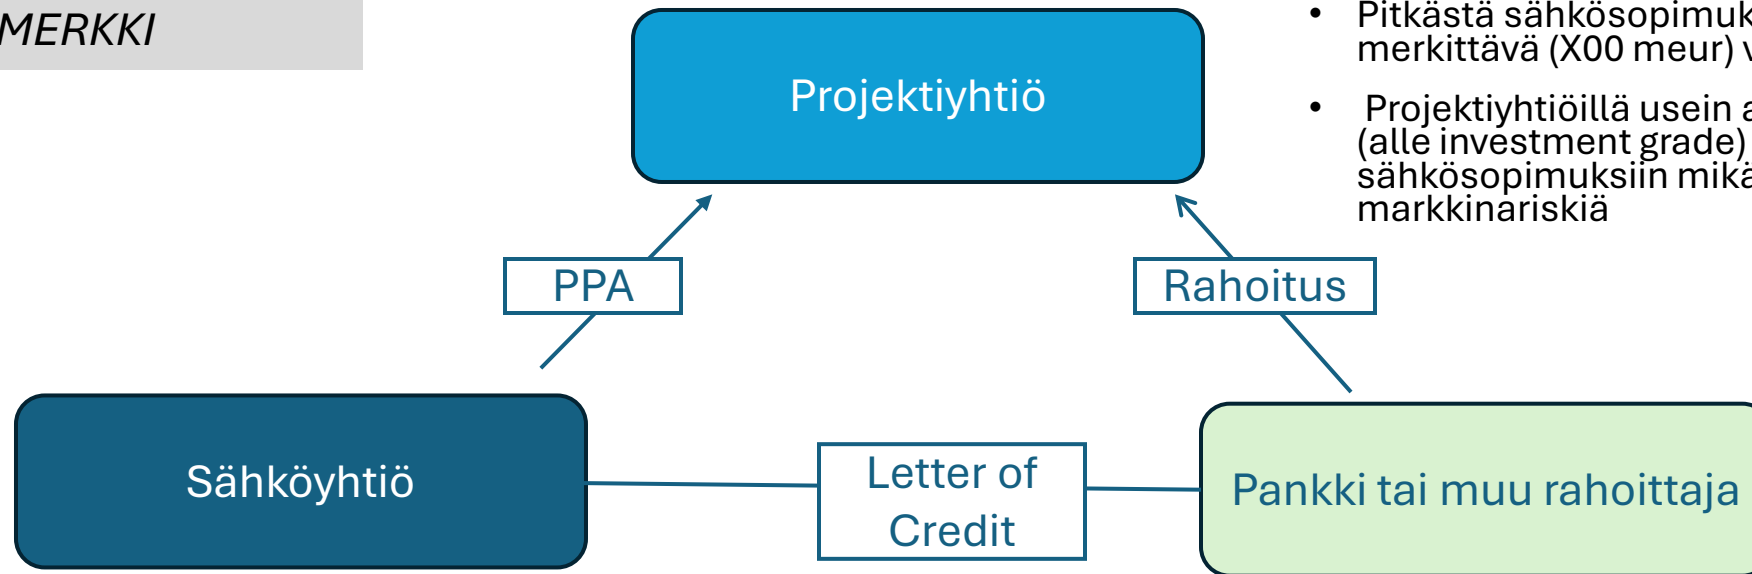 MERKKI
Projektiyhtiö
• Pitkästä sähkösopimuk
merkittävä (X00 meur) v
• Projektiyhtiöillä usein a
(alle investment grade)
sähkösopimuksiin mikä
markkinariskiä
PPA
Rahoitus
Sähköyhtiö
Letter of
Credit
Pankki tai muu rahoittaja